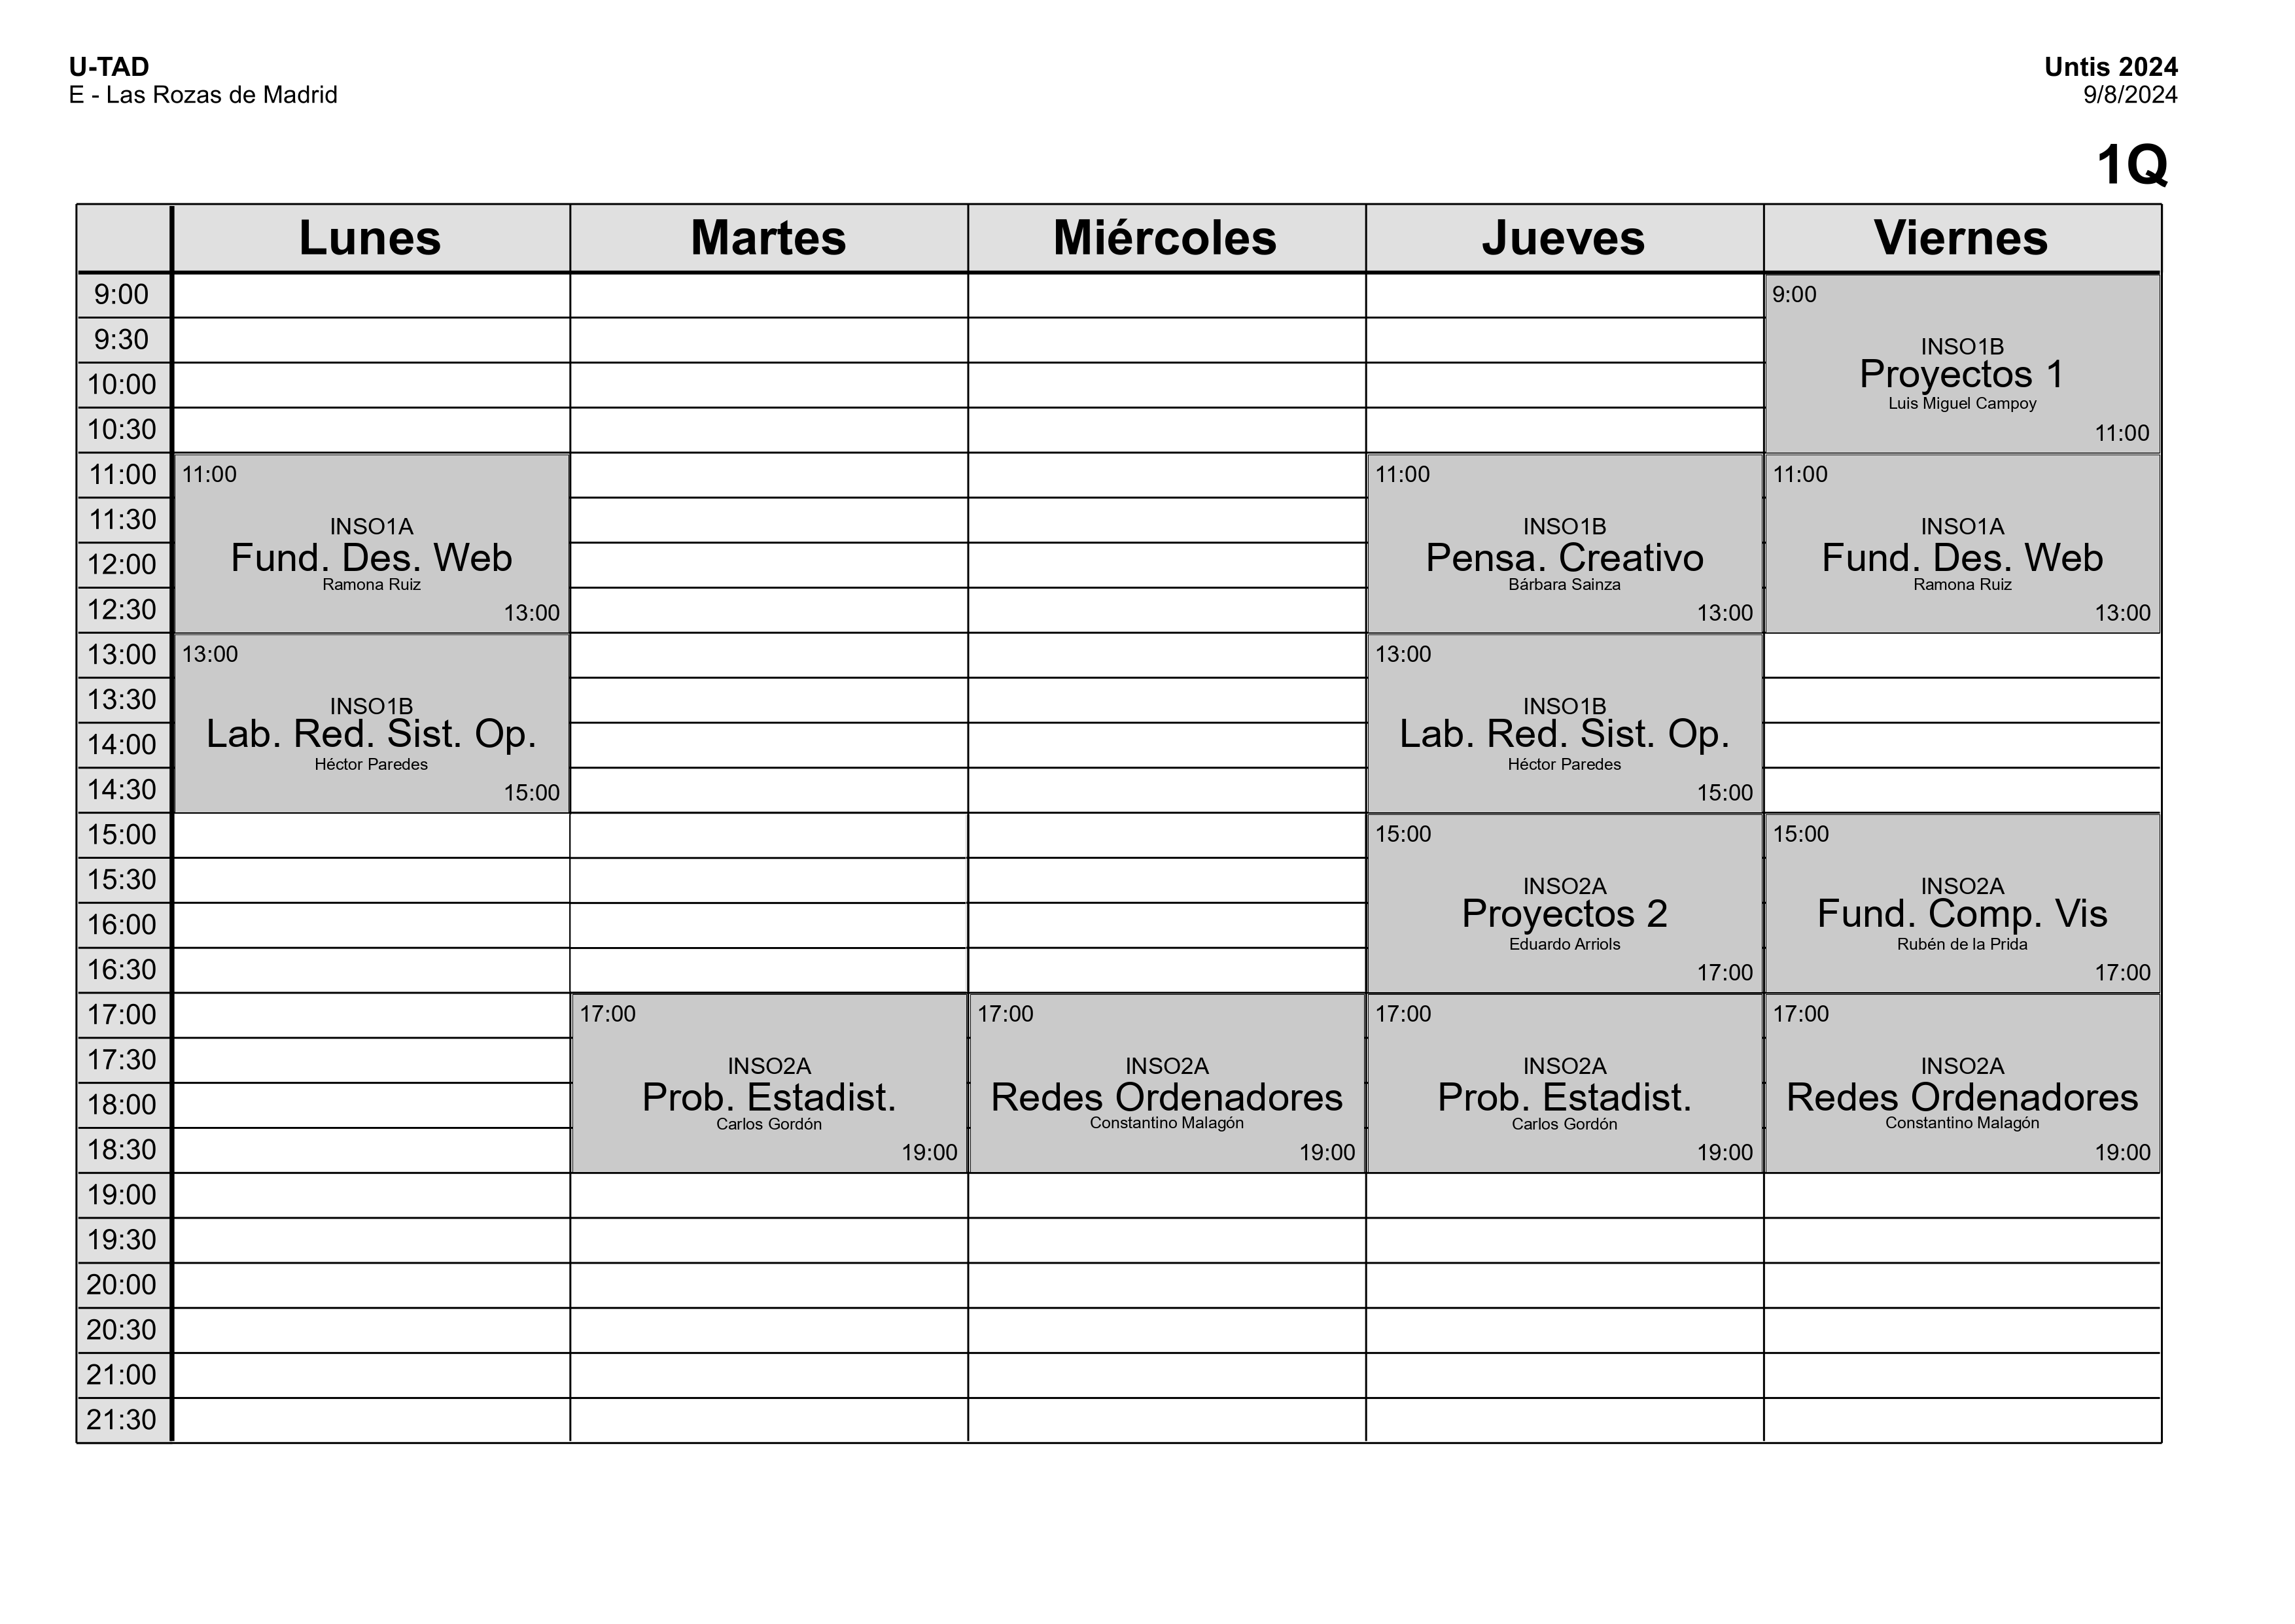 U-TAD
E - Las Rozas de Madrid
Untis 2024
9/8/2024
1Q
Lunes Martes Miércoles Jueves Viernes
9:00
9:30
10:00
10:30
11:00
11:30
12:00
12:30
13:00
13:30
14:00
14:30
15:00
15:30
16:00
16:30
17:00
17:30
18:00
18:30
19:00
19:30
20:00
20:30
21:00
21:30
11:00
INSO1A
Fund. Des. Web
Ramona Ruiz
13:00
13:00
INSO1B
Lab. Red. Sist. Op.
Héctor Paredes
15:00
17:00
INSO2A
Prob. Estadist.
Carlos Gordón
19:00
17:00
INSO2A
Redes Ordenadores
Constantino Malagón
19:00
11:00
INSO1B
Pensa. Creativo
Bárbara Sainza
13:00
13:00
INSO1B
Lab. Red. Sist. Op.
Héctor Paredes
15:00
15:00
INSO2A
Proyectos 2
Eduardo Arriols
17:00
17:00
INSO2A
Prob. Estadist.
Carlos Gordón
19:00
9:00
INSO1B
Proyectos 1
Luis Miguel Campoy
11:00
11:00
INSO1A
Fund. Des. Web
Ramona Ruiz
13:00
15:00
INSO2A
Fund. Comp. Vis
Rubén de la Prida
17:00
17:00
INSO2A
Redes Ordenadores
Constantino Malagón
19:00